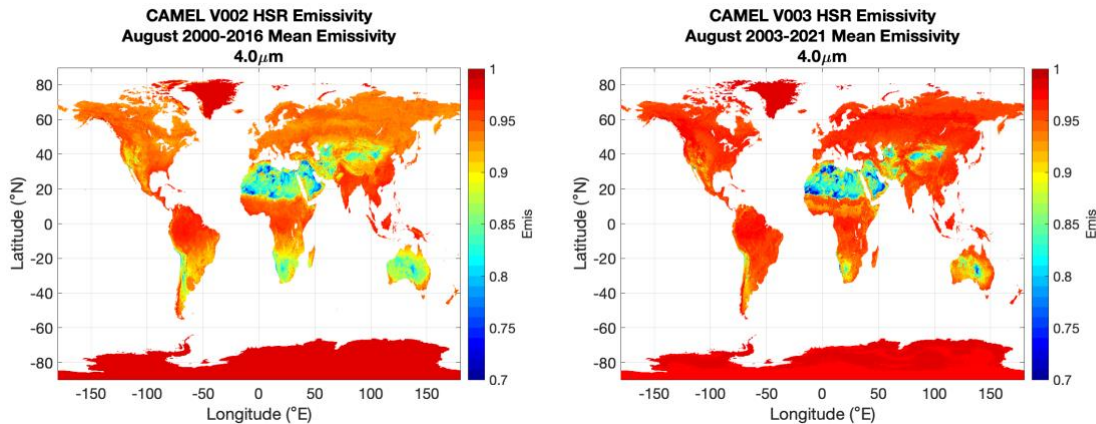 CAMEL V002 HSR Emissivity
August 2000-2016 Mean Emissivity
4.0μm
80
60
40
20
0
-20
-40
-60
-80
Latitude (°N)
-150 -100 -50 0 50 100 150
Longitude (°E)
1
0.95
0.9
0.85
0.8
0.75
0.7
Emis
CAMEL V003 HSR Emissivity
August 2003-2021 Mean Emissivity
4.0μm
80
60
40
20
0
-20
-40
-60
-80
Latitude (°N)
-150 -100 -50 0 50 100 150
Longitude (°E)
1
0.95
0.9
0.85
0.8
0.75
0.7
Emis